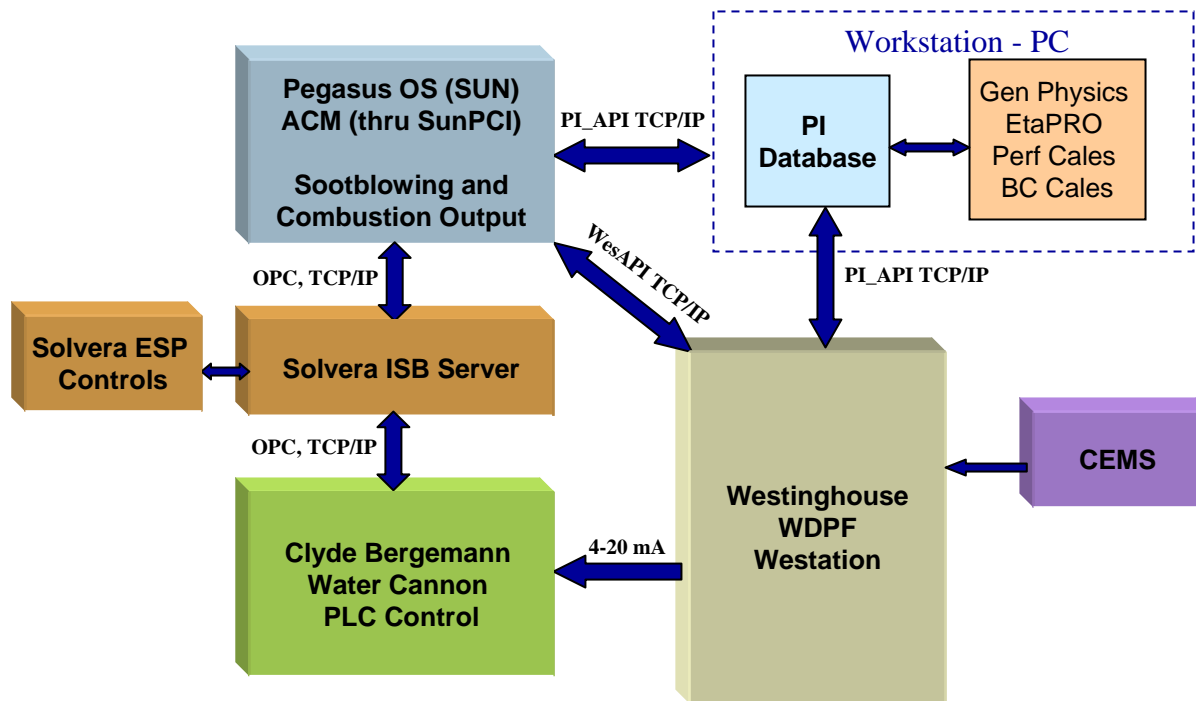 Workstation - PC
Pegasus OS (SUN)
ACM (thru SunPCI)
Sootblowing and
Combustion Output
PI_API TCP/IP
PI
Database
Gen Physics
EtaPRO
Perf Cales
BC Cales
OPC, TCP/IP
WesAPI TCP/IP
PI_API TCP/IP
Solvera ESP
Controls
Solvera ISB Server
OPC, TCP/IP
CEMS
Westinghouse
WDPF
Westation
Clyde Bergemann
Water Cannon
PLC Control
4-20 mA